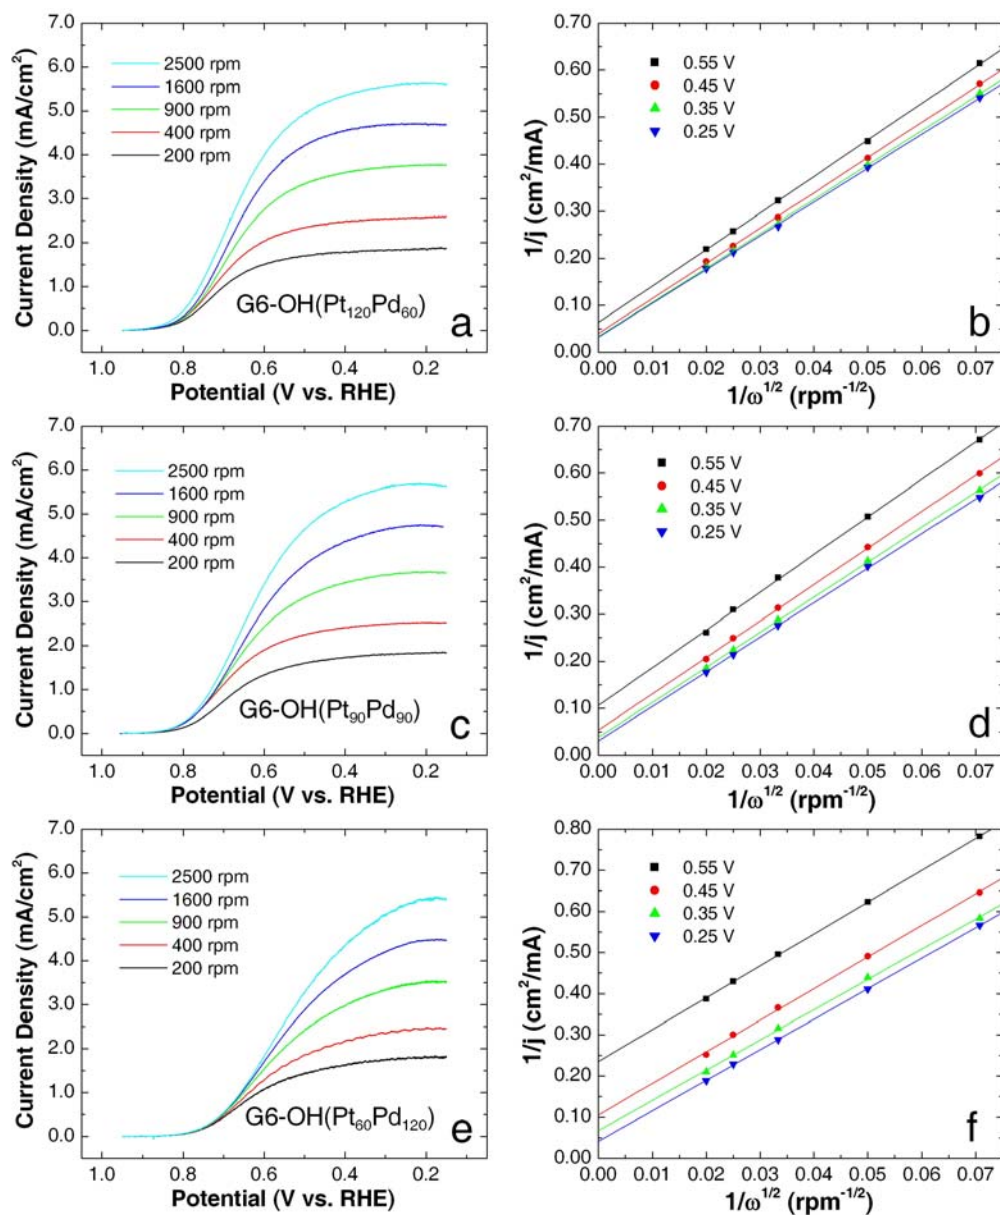 7.0
6.0
5.0
4.0
3.0
2.0
1.0
0.0
Current Density (mA/cm²)
2500 rpm
1600 rpm
900 rpm
400 rpm
200 rpm
G6-OH(Pt₁₂₀Pd₆₀)
a
1.0 0.8 0.6 0.4 0.2
Potential (V vs. RHE)
0.70
0.60
0.50
0.40
0.30
0.20
0.10
0.00
1/j (cm²/mA)
0.55 V
0.45 V
0.35 V
0.25 V
b
0.00 0.01 0.02 0.03 0.04 0.05 0.06 0.07
1/ω¹/² (rpm⁻¹/²)
7.0
6.0
5.0
4.0
3.0
2.0
1.0
0.0
Current Density (mA/cm²)
2500 rpm
1600 rpm
900 rpm
400 rpm
200 rpm
G6-OH(Pt₉₀Pd₉₀)
c
1.0 0.8 0.6 0.4 0.2
Potential (V vs. RHE)
0.70
0.60
0.50
0.40
0.30
0.20
0.10
0.00
1/j (cm²/mA)
0.55 V
0.45 V
0.35 V
0.25 V
d
0.00 0.01 0.02 0.03 0.04 0.05 0.06 0.07
1/ω¹/² (rpm⁻¹/²)
7.0
6.0
5.0
4.0
3.0
2.0
1.0
0.0
Current Density (mA/cm²)
2500 rpm
1600 rpm
900 rpm
400 rpm
200 rpm
G6-OH(Pt₆₀Pd₁₂₀)
e
1.0 0.8 0.6 0.4 0.2
Potential (V vs. RHE)
0.80
0.70
0.60
0.50
0.40
0.30
0.20
0.10
0.00
1/j (cm²/mA)
0.55 V
0.45 V
0.35 V
0.25 V
f
0.00 0.01 0.02 0.03 0.04 0.05 0.06 0.07
1/ω¹/² (rpm⁻¹/²)